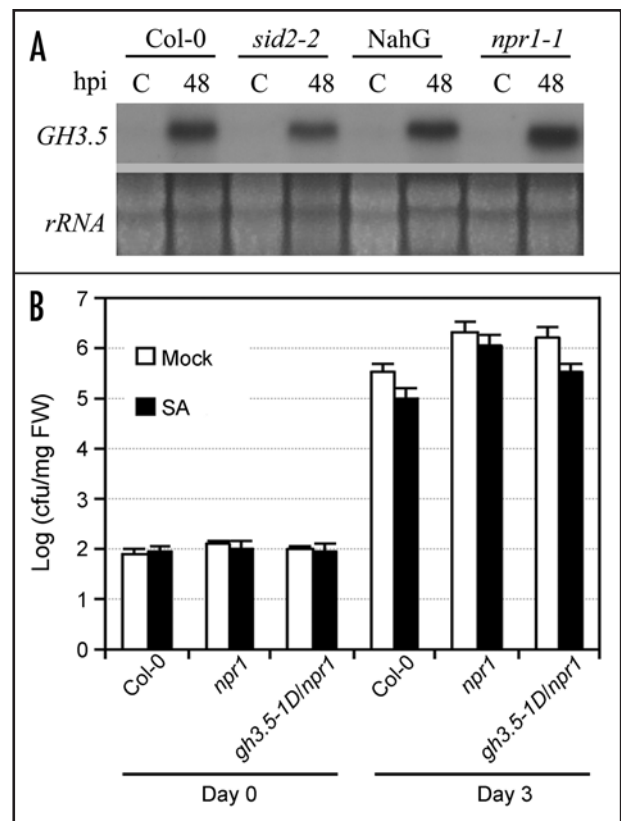 A
Col-0 sid2-2 NahG npr1-1
hpi C 48 C 48 C 48 C 48
GH3.5
rRNA
B
7
6
5
4
3
2
1
0
Log (cfu/mg FW)
Mock
SA
Col-0 npr1 gh3.5-1D/npr1 Col-0 npr1 gh3.5-1D/npr1
Day 0 Day 3